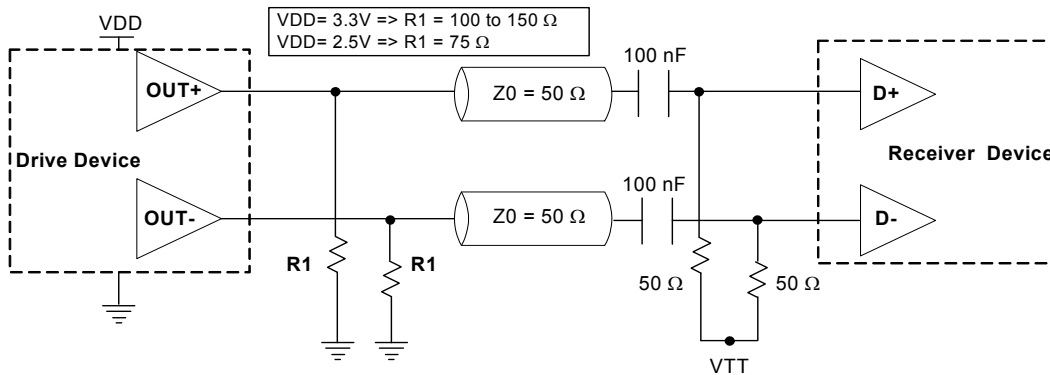 VDD= 3.3V => R1 = 100 to 150 Ω
VDD= 2.5V => R1 = 75 Ω
VDD
100 nF
OUT+
Z0 = 50 Ω
D+
Drive Device
Receiver Device
100 nF
OUT-
Z0 = 50 Ω
D-
R1
R1
50 Ω
50 Ω
VTT